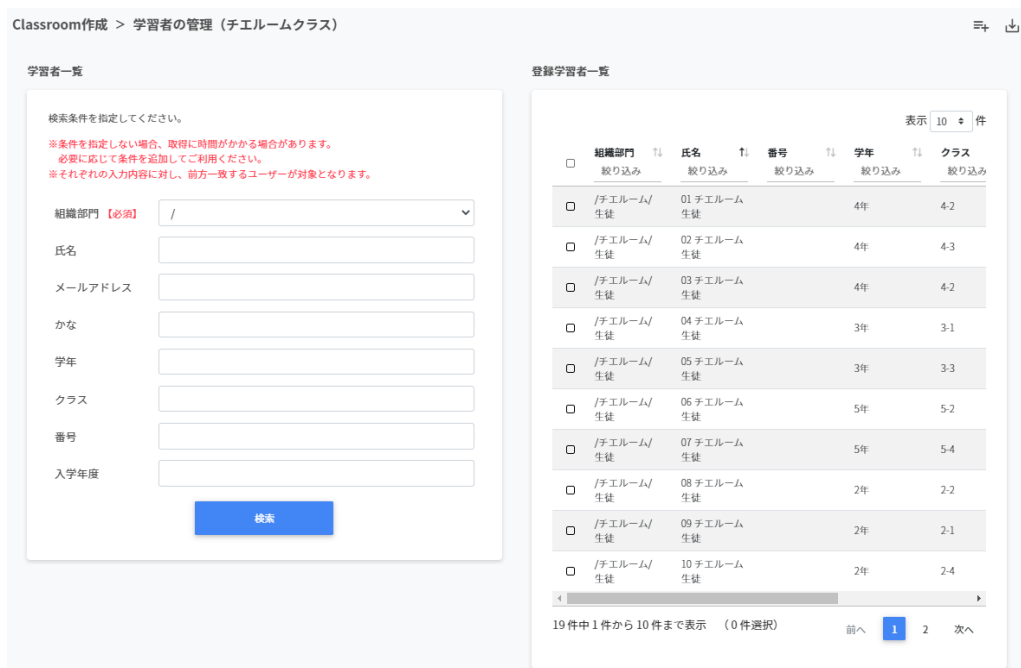 Classroom作成 > 学習者の管理（チエルームクラス）
学習者一覧
検索条件を指定してください。
※条件を指定しない場合、取得に時間がかかる場合があります。
必要に応じて条件を追加してご利用ください。
※それぞれの入力内容に対し、前方一致するユーザーが対象となります。
組織部門【必須】 /
氏名
メールアドレス
かな
学年
クラス
番号
入学年度
検索
登録学習者一覧
表示 10 件
組織部門 氏名 番号 学年 クラス
絞り込み 絞り込み 絞り込み 絞り込み 絞り込み
/チエルーム/ 01 チエルーム
生徒 生徒 4年 4-2
/チエルーム/ 02 チエルーム
生徒 生徒 4年 4-3
/チエルーム/ 03 チエルーム
生徒 生徒 4年 4-2
/チエルーム/ 04 チエルーム
生徒 生徒 3年 3-1
/チエルーム/ 05 チエルーム
生徒 生徒 3年 3-3
/チエルーム/ 06 チエルーム
生徒 生徒 5年 5-2
/チエルーム/ 07 チエルーム
生徒 生徒 5年 5-4
/チエルーム/ 08 チエルーム
生徒 生徒 2年 2-2
/チエルーム/ 09 チエルーム
生徒 生徒 2年 2-1
/チエルーム/ 10 チエルーム
生徒 生徒 2年 2-4
19 件中 1 件から 10 件まで表示 （ 0 件選択）
前へ 1 2 次へ